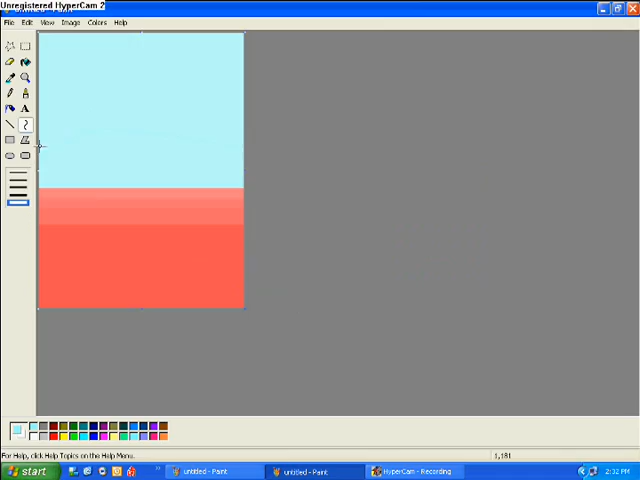 Unregistered HyperCam 2
File Edit View Image Colors Help
A
For Help, click Help Topics on the Help Menu.
1,181
start
untitled - Paint
untitled - Paint
HyperCam - Recording
2:32 PM